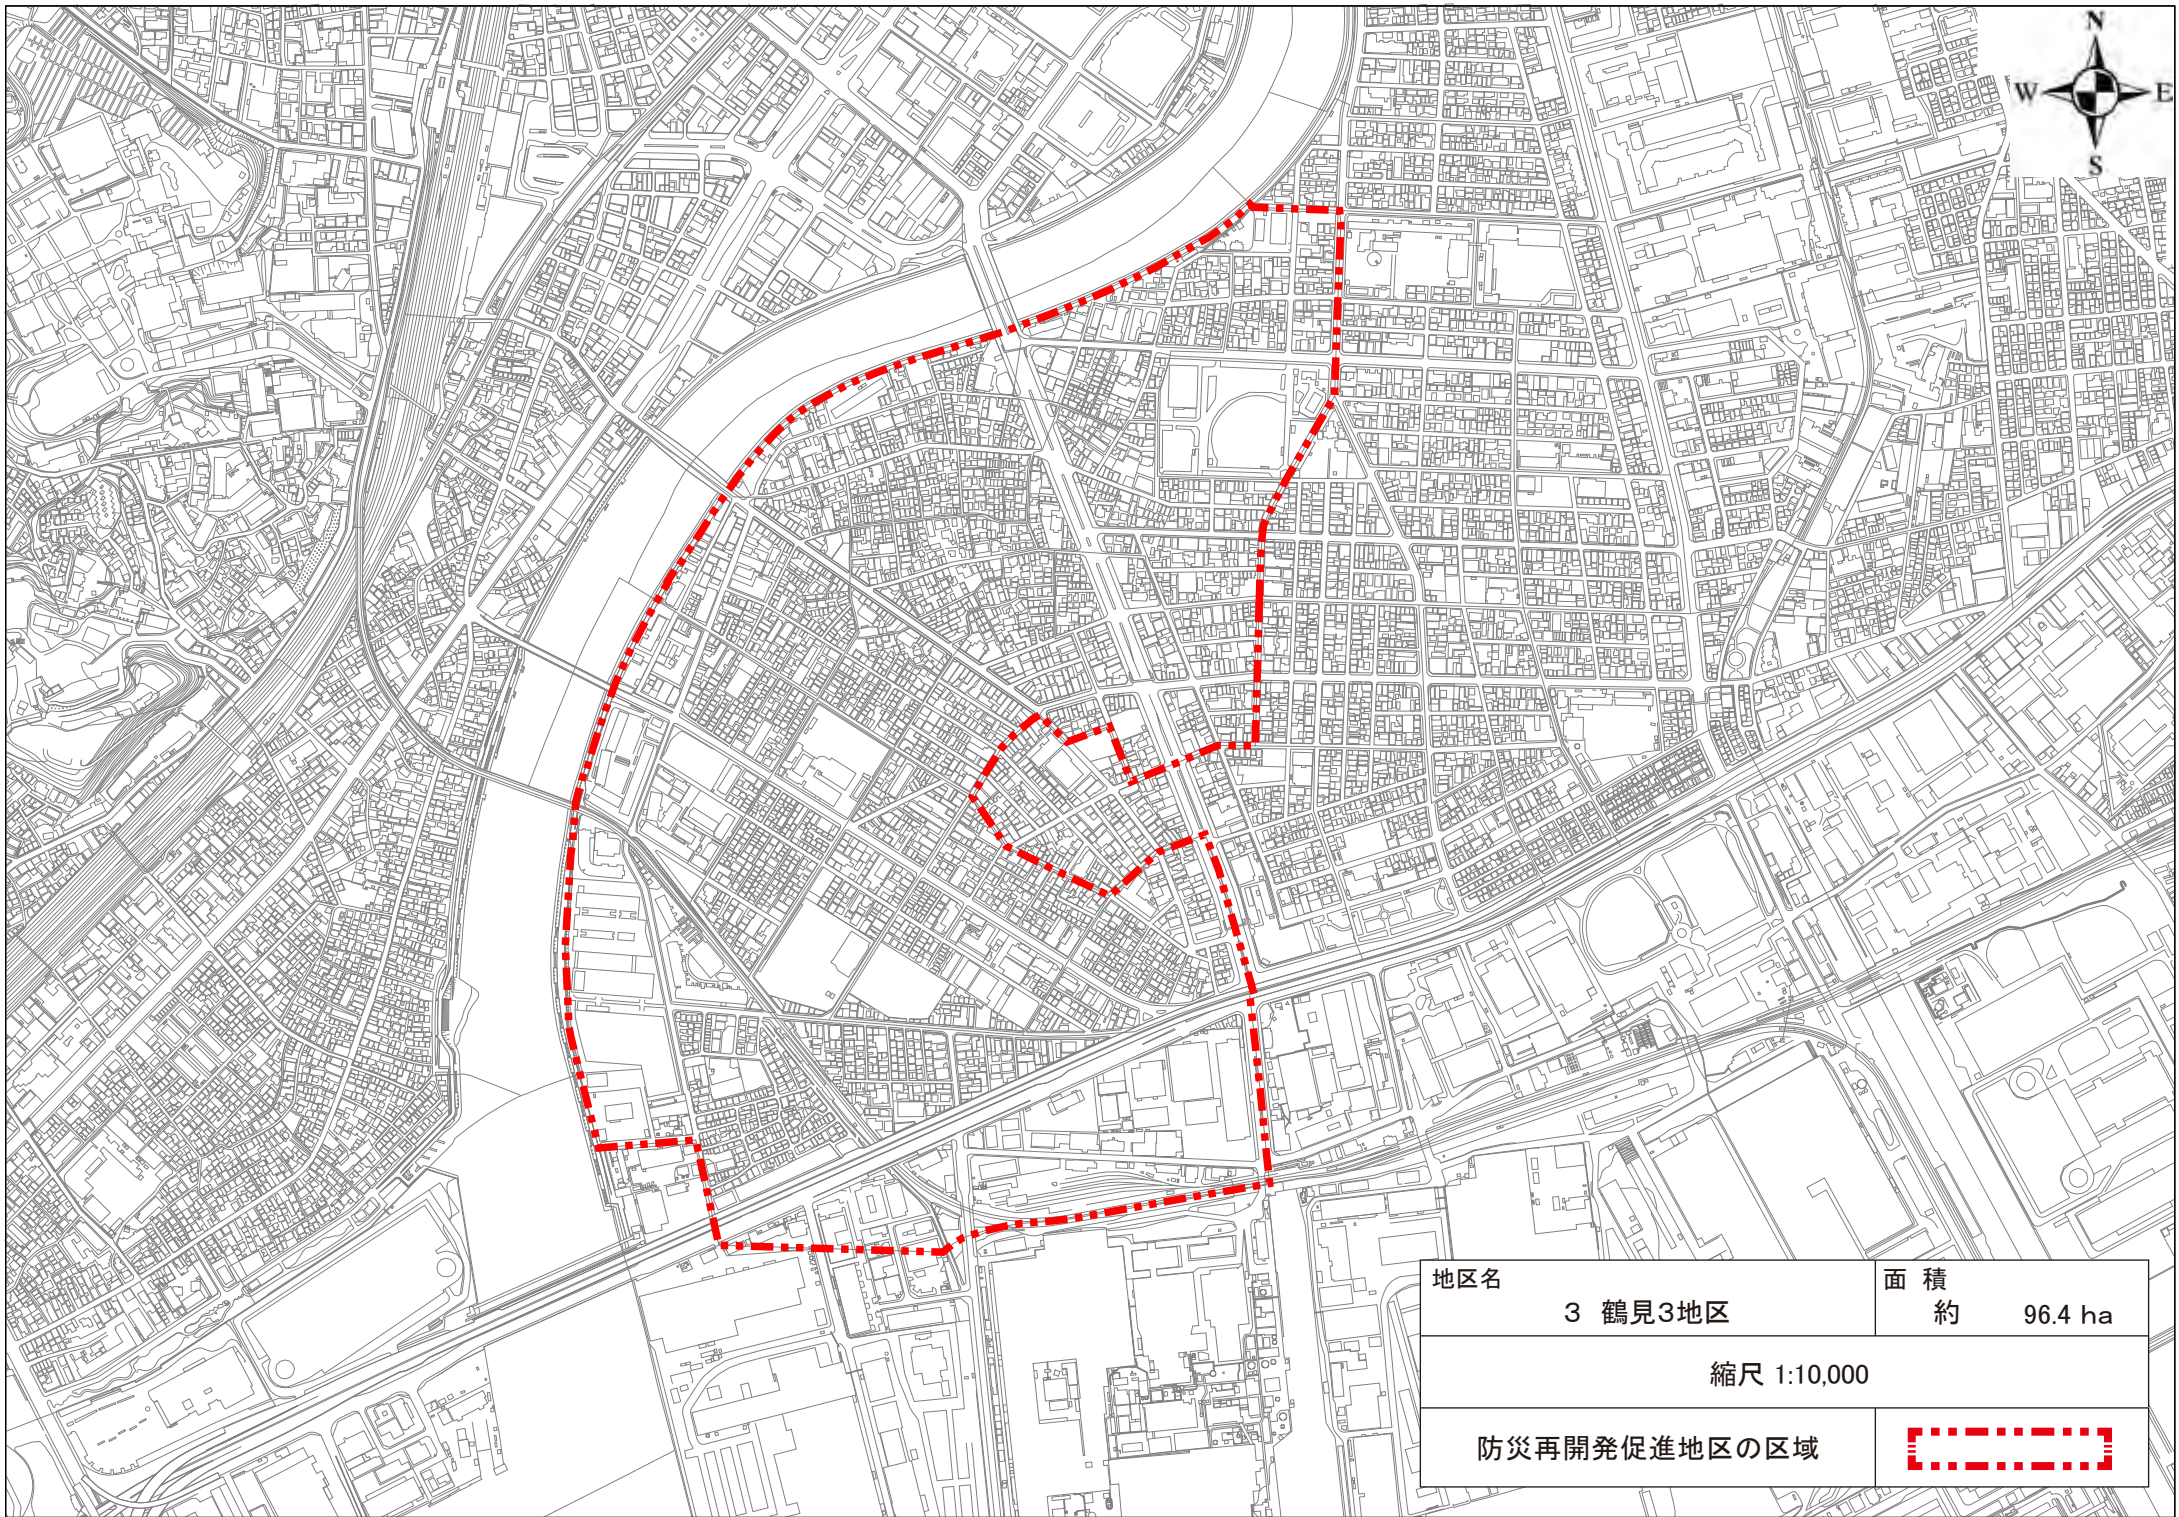 N
W E
S
地区名
3 鶴見3地区
面 積
約 96.4 ha
縮尺 1:10,000
防災再開発促進地区の区域